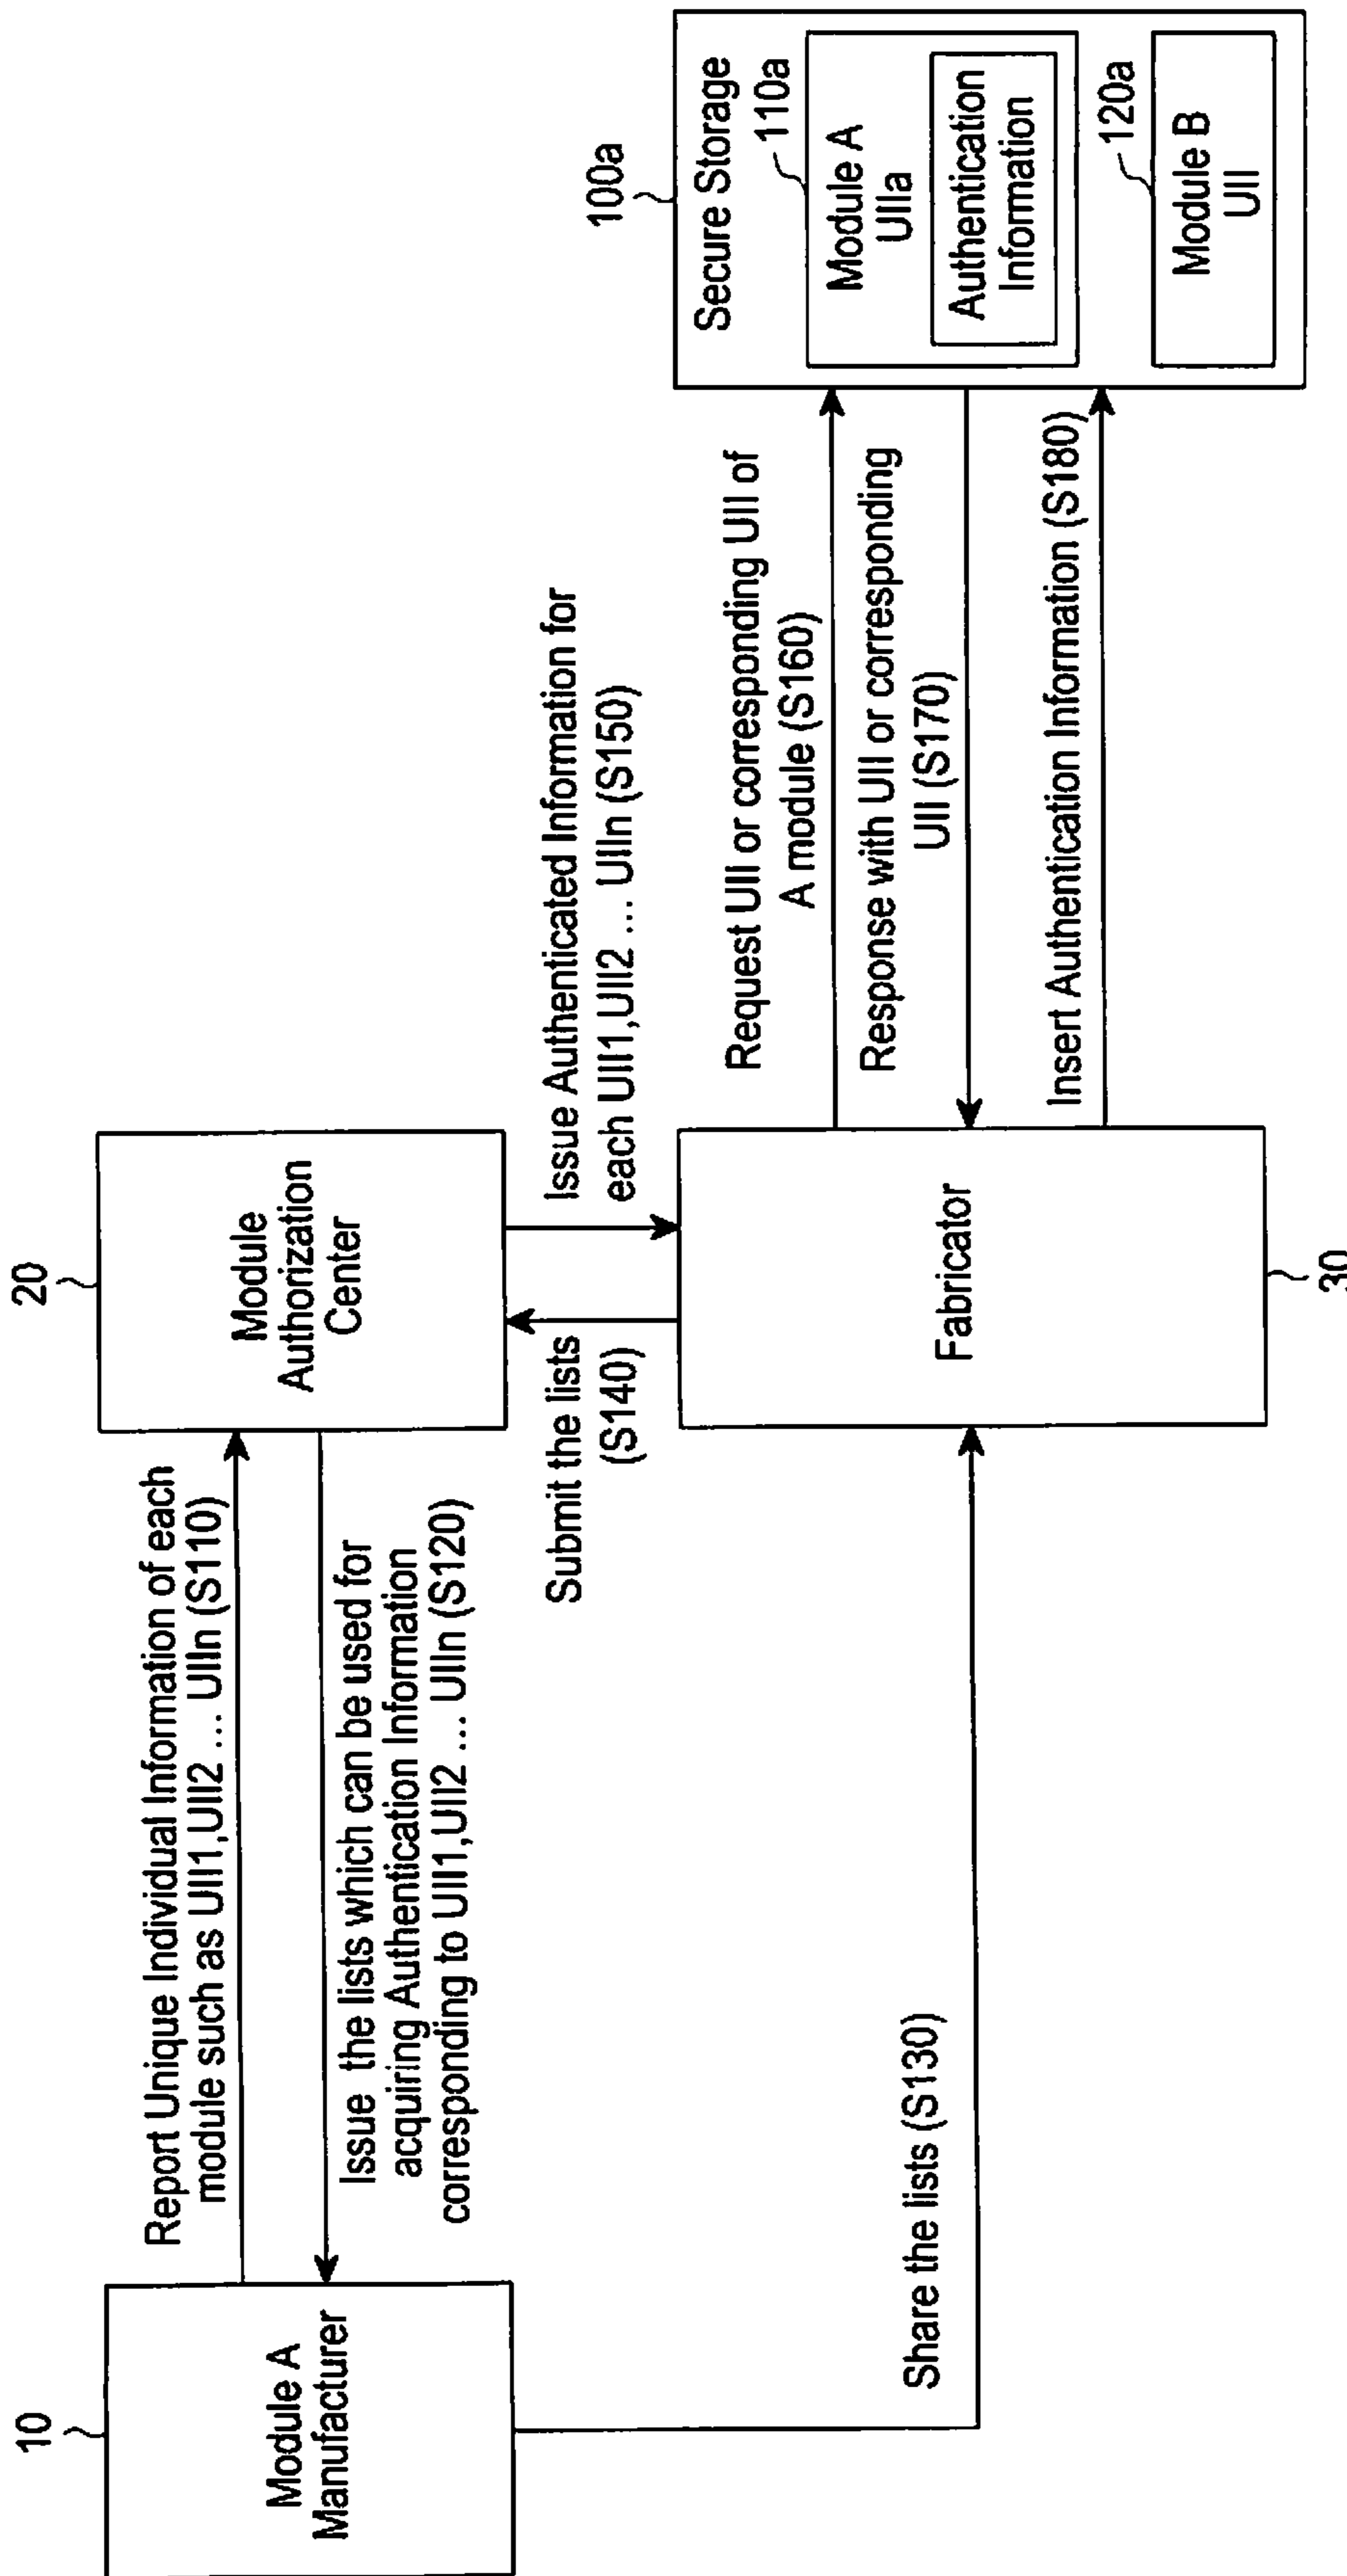 10
Module A
Manufacturer
Report Unique Individual Information of each
module such as UII1,UII2 ... UIIn (S110)
Issue the lists which can be used for
acquiring Authentication Information
corresponding to UII1,UII2 ... UIIn (S120)
20
Module
Authorization
Center
Share the lists (S130)
Submit the lists
(S140)
Issue Authenticated Information for
each UII1,UII2 ... UIIn (S150)
Fabricator
30
Request UII or corresponding UII of
A module (S160)
Response with UII or corresponding
UII (S170)
Insert Authentication Information (S180)
100a
Secure Storage
110a
Module A
UIIa
Authentication
Information
120a
Module B
UII